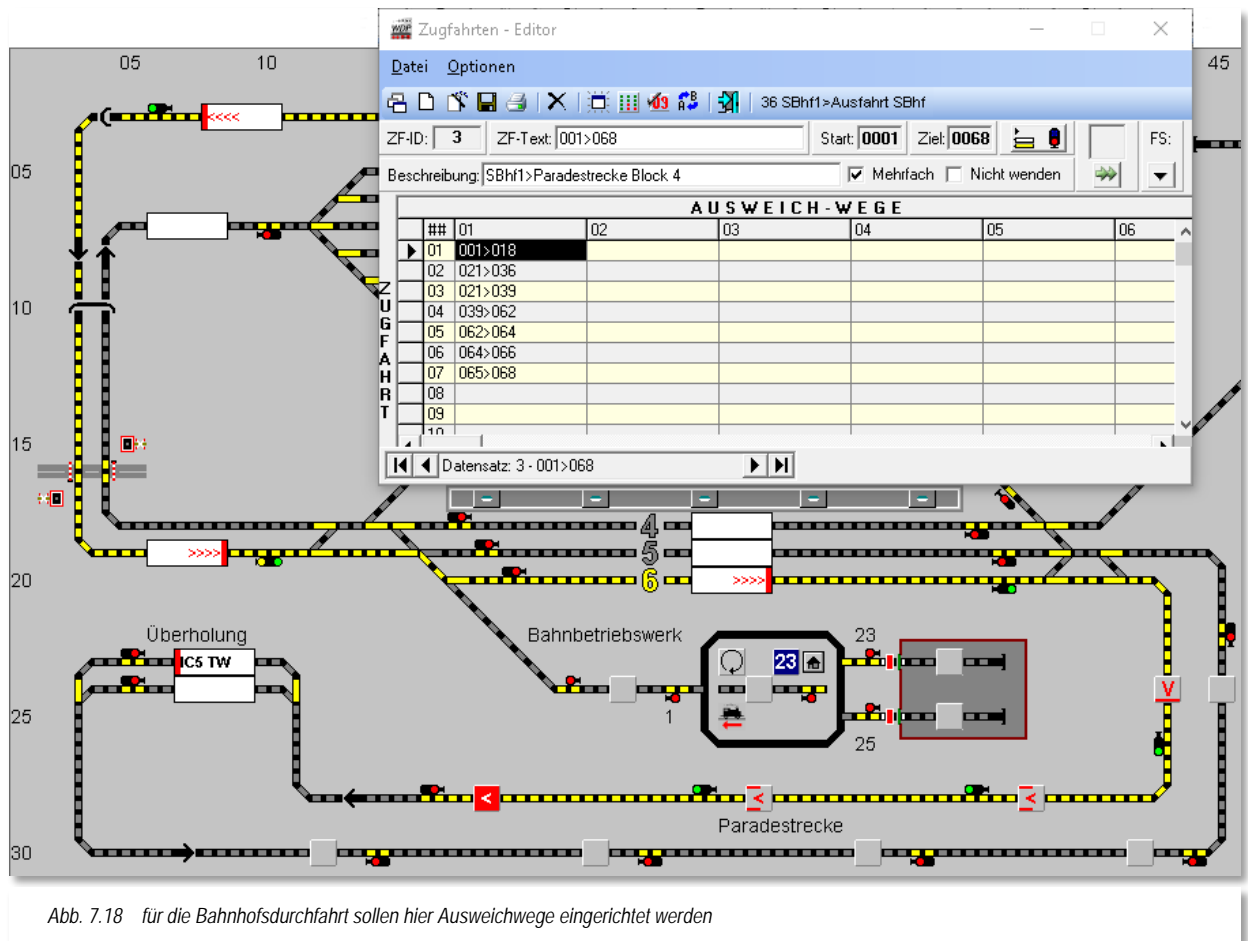 Zugfahrten - Editor
Datei Optionen
36 SBhf1>Ausfahrt SBhf
ZF-ID: 3 ZF-Text: 001>068 Start: 0001 Ziel: 0068 FS:
Beschreibung: SBhf1>Paradestrecke Block 4 Mehrfach Nicht wenden
AUSWEICH-WEGE
## 01 02 03 04 05 06
01 001>018
02 021>036
03 021>039
04 039>062
05 062>064
06 064>066
07 065>068
08
09
10
ZUGFAHRT
Datensatz: 3 - 001>068
05 10 45
<<<<
05
10
15
4
>>>> 5
20 6 >>>>
Überholung Bahnbetriebswerk 23
IC5 TW 23
V
25 1
25
< < <
Paradestrecke
30
Abb. 7.18 für die Bahnhofsdurchfahrt sollen hier Ausweichwege eingerichtet werden